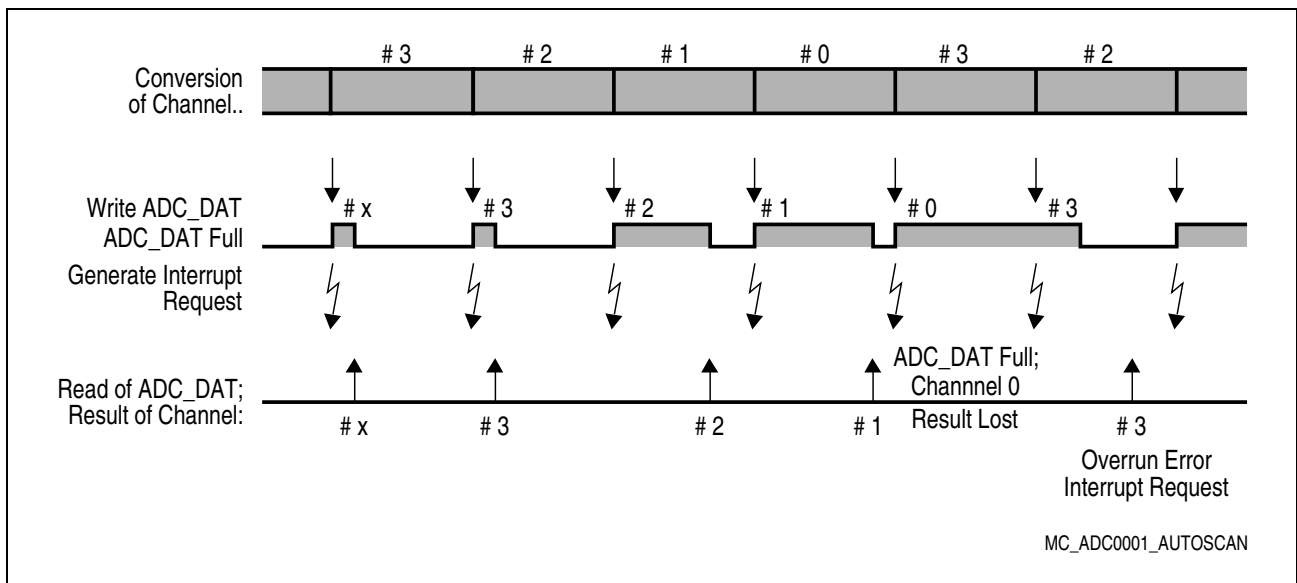 # 3 # 2 # 1 # 0 # 3 # 2
Conversion
of Channel..
Write ADC_DAT # x # 3 # 2 # 1 # 0 # 3
ADC_DAT Full
Generate Interrupt
Request
ADC_DAT Full;
Channnel 0
Result Lost
Read of ADC_DAT;
Result of Channel:
# x # 3 # 2 # 1 # 3
Overrun Error
Interrupt Request
MC_ADC0001_AUTOSCAN